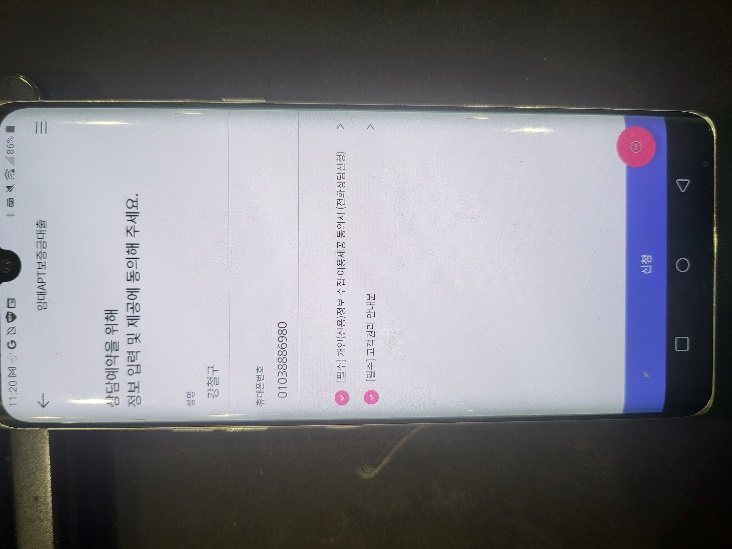 11:20
86%
임대APT보증금대출
상담예약을 위해
정보 입력 및 제공에 동의해 주세요.
성명
강철구
휴대폰번호
01038886980
[필수] 개인(신용)정보 수집·이용·제공 동의서 (전화상담신청)
[필수] 고객권리 안내문
신청